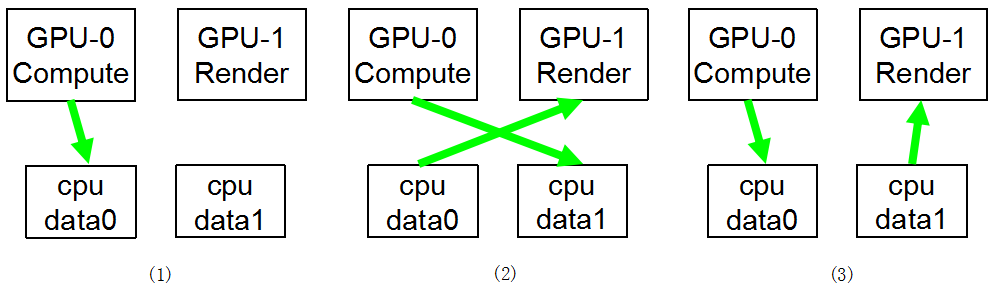 GPU-0
Compute
GPU-1
Render
cpu
data0
cpu
data1
(1)
GPU-0
Compute
GPU-1
Render
cpu
data0
cpu
data1
(2)
GPU-0
Compute
GPU-1
Render
cpu
data0
cpu
data1
(3)